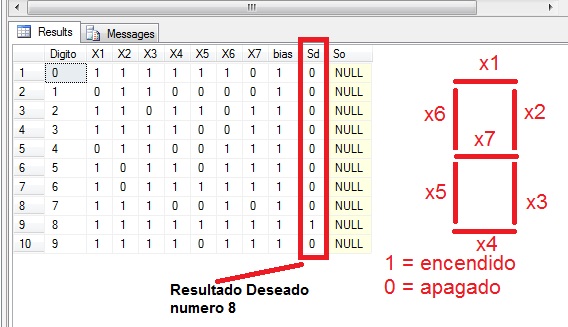 Results Messages
Digito X1 X2 X3 X4 X5 X6 X7 bias Sd So
1 0 1 1 1 1 1 1 0 1 0 NULL
2 1 0 1 1 0 0 0 0 1 0 NULL
3 2 1 1 0 1 1 0 1 1 0 NULL
4 3 1 1 1 1 0 0 1 1 0 NULL
5 4 0 1 1 0 0 1 1 1 0 NULL
6 5 1 0 1 1 0 1 1 1 0 NULL
7 6 1 0 1 1 1 1 1 1 0 NULL
8 7 1 1 1 0 0 1 0 1 0 NULL
9 8 1 1 1 1 1 1 1 1 1 NULL
10 9 1 1 1 1 0 1 1 1 0 NULL
x1
x6 x2
x7
x5 x3
x4
1 = encendido
0 = apagado
Resultado Deseado
numero 8